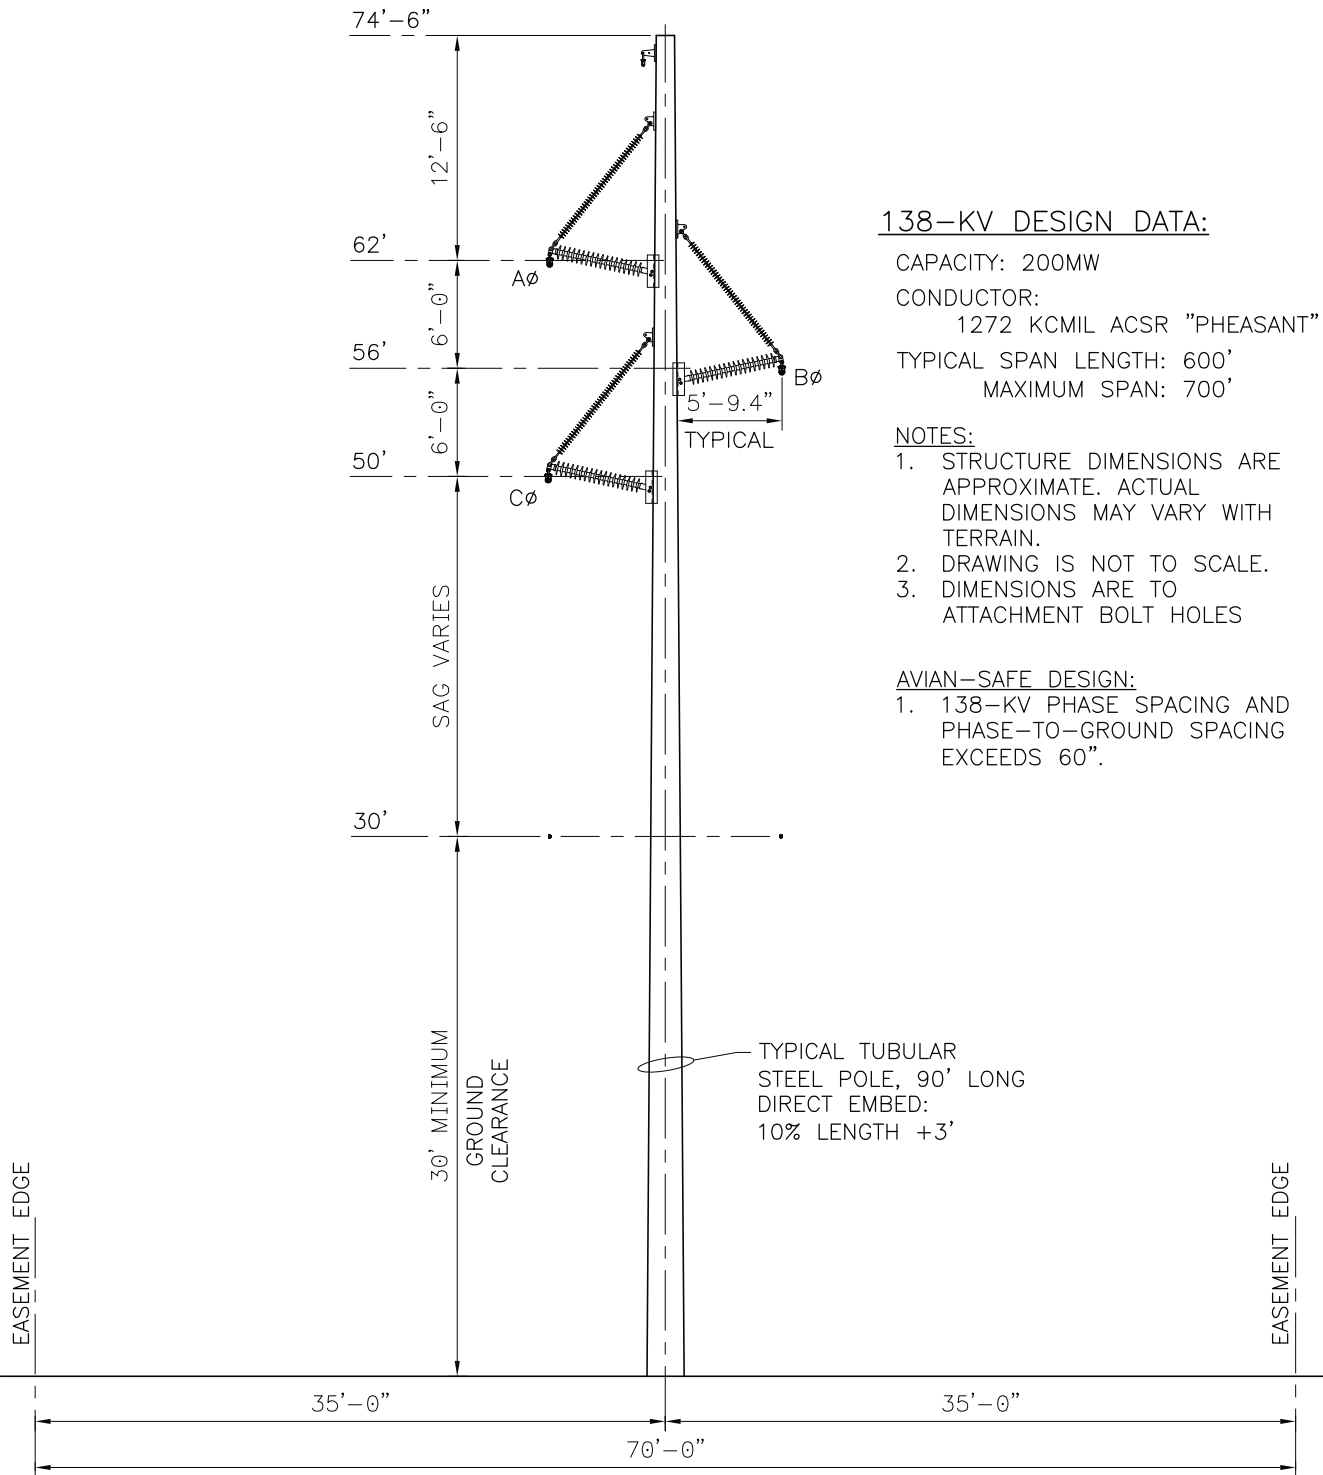 74'-6"
12'-6"
62'
AØ
6'-0"
56'
BØ
6'-0"
5'-9.4"
TYPICAL
50'
CØ
SAG VARIES
30'
30' MINIMUM
GROUND
CLEARANCE
138-KV DESIGN DATA:
CAPACITY: 200MW
CONDUCTOR:
1272 KCMIL ACSR "PHEASANT"
TYPICAL SPAN LENGTH: 600'
MAXIMUM SPAN: 700'
NOTES:
1. STRUCTURE DIMENSIONS ARE
APPROXIMATE. ACTUAL
DIMENSIONS MAY VARY WITH
TERRAIN.
2. DRAWING IS NOT TO SCALE.
3. DIMENSIONS ARE TO
ATTACHMENT BOLT HOLES
AVIAN-SAFE DESIGN:
1. 138-KV PHASE SPACING AND
PHASE-TO-GROUND SPACING
EXCEEDS 60".
TYPICAL TUBULAR
STEEL POLE, 90' LONG
DIRECT EMBED:
10% LENGTH +3'
EASEMENT EDGE
EASEMENT EDGE
35'-0"
35'-0"
70'-0"